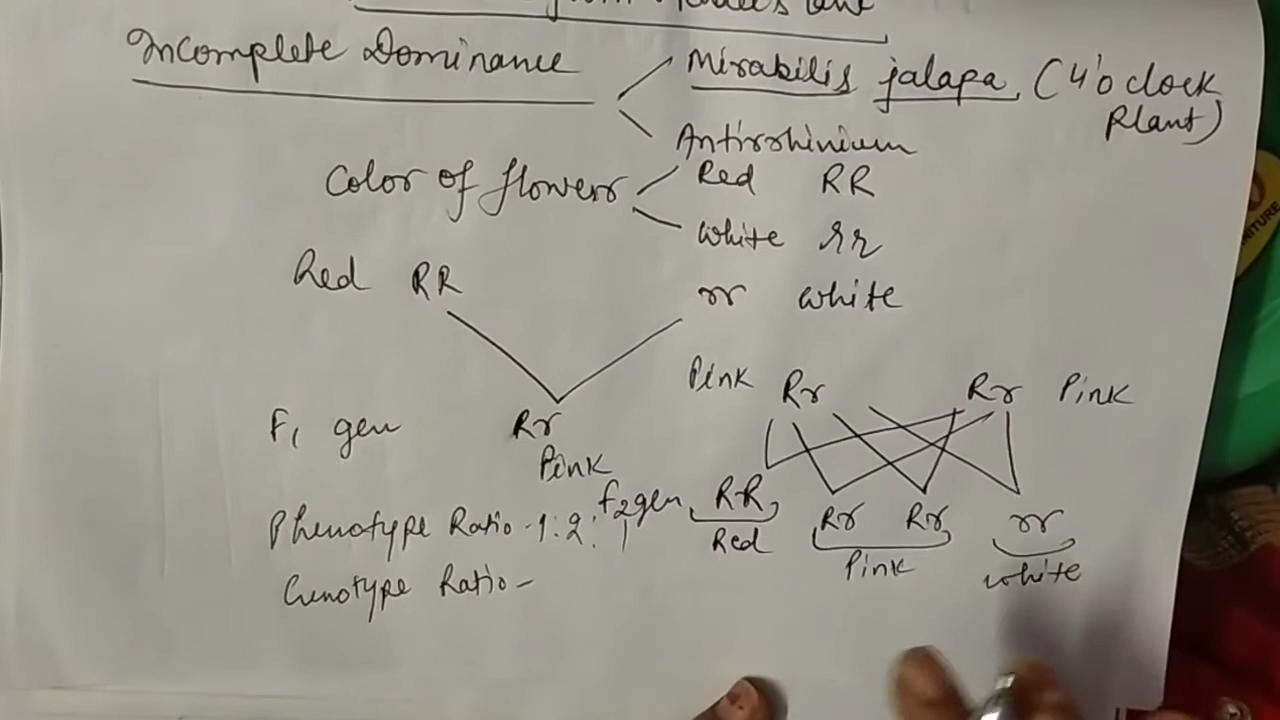 Incomplete Dominance
Mirabilis jalapa, (4'o clock
Plant)
Antirrhinium
Color of flowers
Red RR
white rr
Red RR
rr white
Pink Rr
Rr Pink
F1 gen
Rr
Pink
F2 gen, RR,
Rr Rr
rr
Red
Pink
white
Phenotype Ratio - 1:2:1
Genotype Ratio -